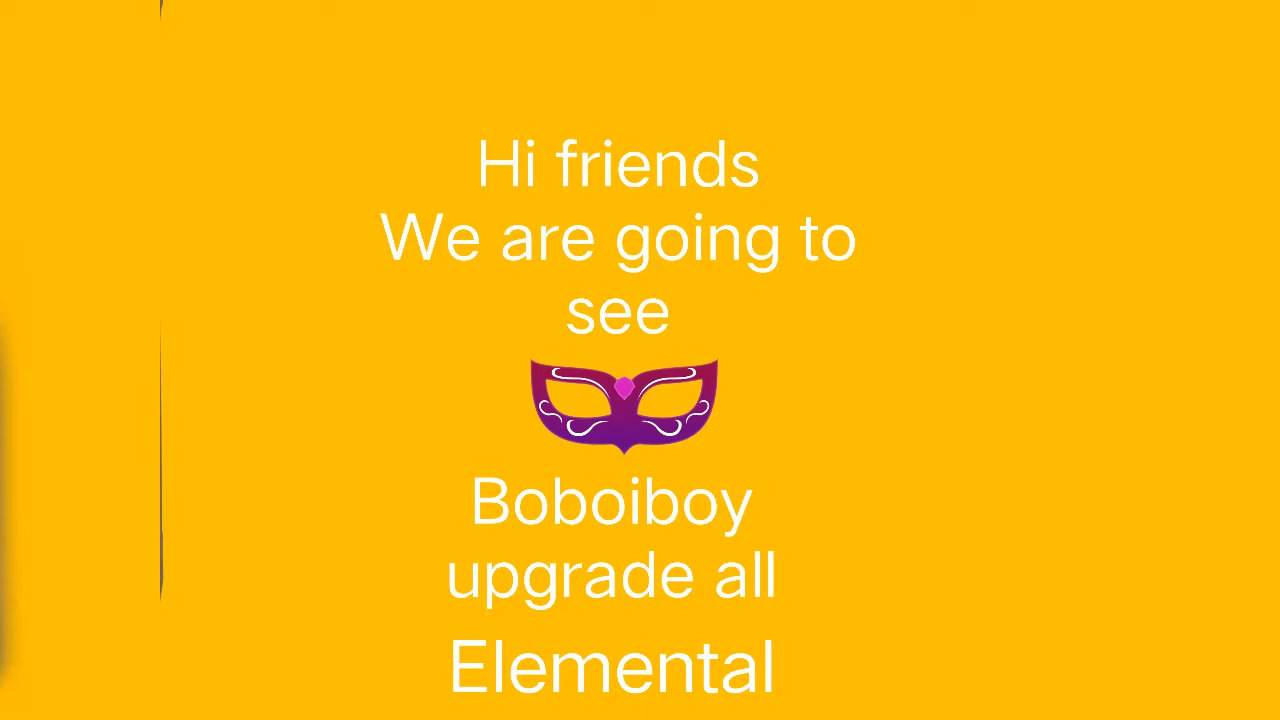 Hi friends
We are going to
see
Boboiboy
upgrade all
Elemental